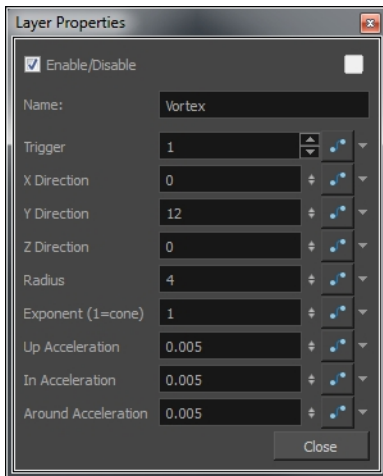 Layer Properties
Enable/Disable
Name: Vortex
Trigger 1
X Direction 0
Y Direction 12
Z Direction 0
Radius 4
Exponent (1=cone) 1
Up Acceleration 0.005
In Acceleration 0.005
Around Acceleration 0.005
Close